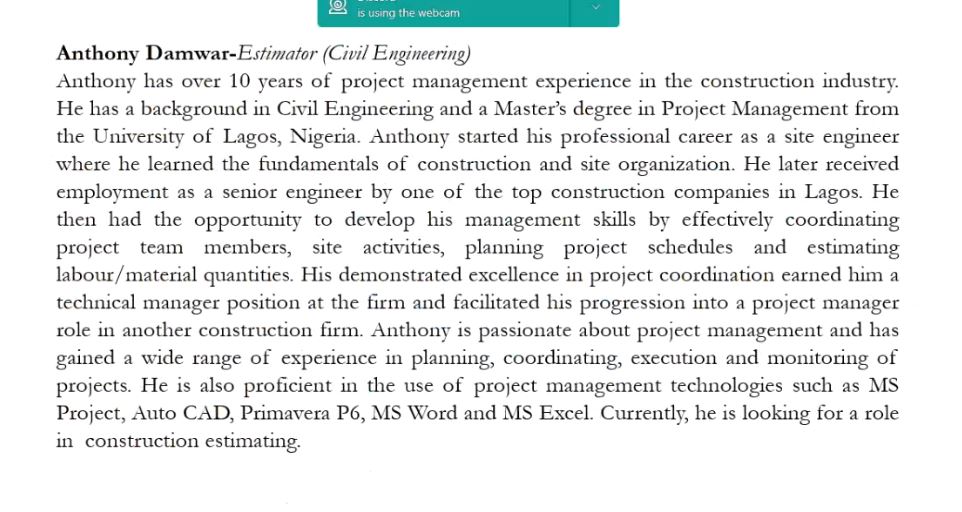 is using the webcam
Anthony Damwar-Estimator (Civil Engineering)
Anthony has over 10 years of project management experience in the construction industry.
He has a background in Civil Engineering and a Master’s degree in Project Management from
the University of Lagos, Nigeria. Anthony started his professional career as a site engineer
where he learned the fundamentals of construction and site organization. He later received
employment as a senior engineer by one of the top construction companies in Lagos. He
then had the opportunity to develop his management skills by effectively coordinating
project team members, site activities, planning project schedules and estimating
labour/material quantities. His demonstrated excellence in project coordination earned him a
technical manager position at the firm and facilitated his progression into a project manager
role in another construction firm. Anthony is passionate about project management and has
gained a wide range of experience in planning, coordinating, execution and monitoring of
projects. He is also proficient in the use of project management technologies such as MS
Project, Auto CAD, Primavera P6, MS Word and MS Excel. Currently, he is looking for a role
in construction estimating.